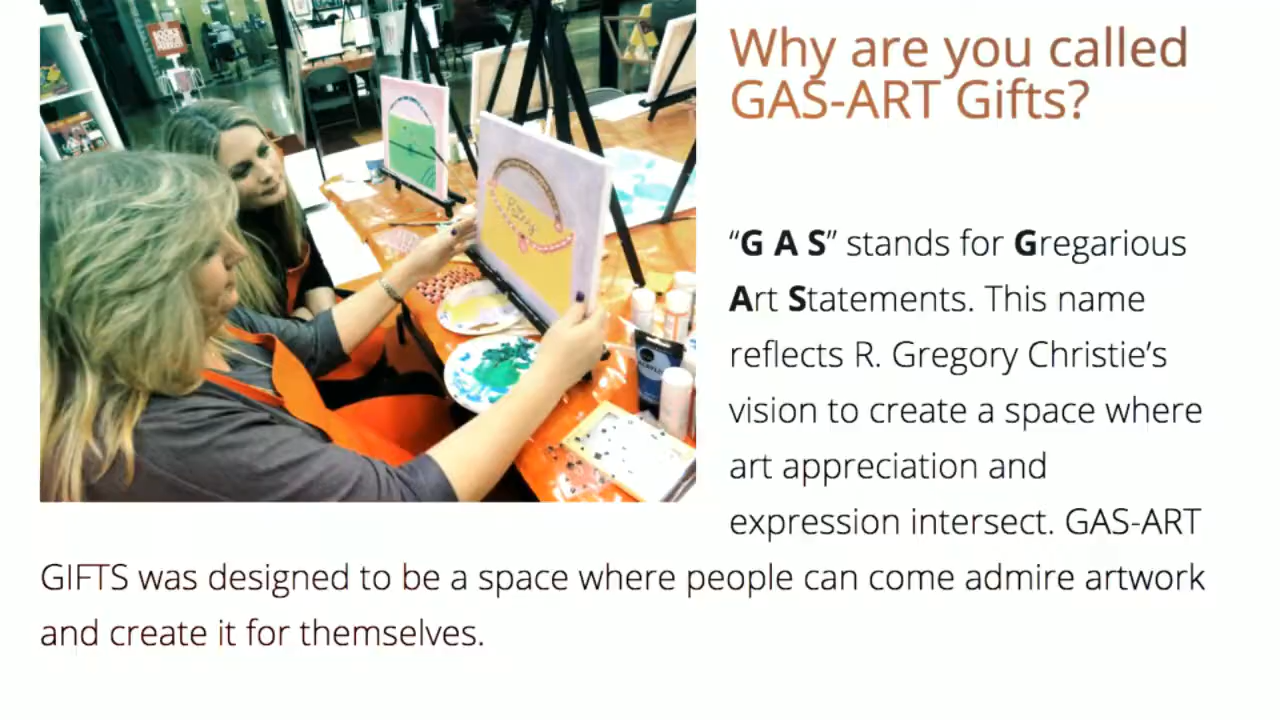 Why are you called
GAS-ART Gifts?
“G A S” stands for Gregarious
Art Statements. This name
reflects R. Gregory Christie’s
vision to create a space where
art appreciation and
expression intersect. GAS-ART
GIFTS was designed to be a space where people can come admire artwork
and create it for themselves.